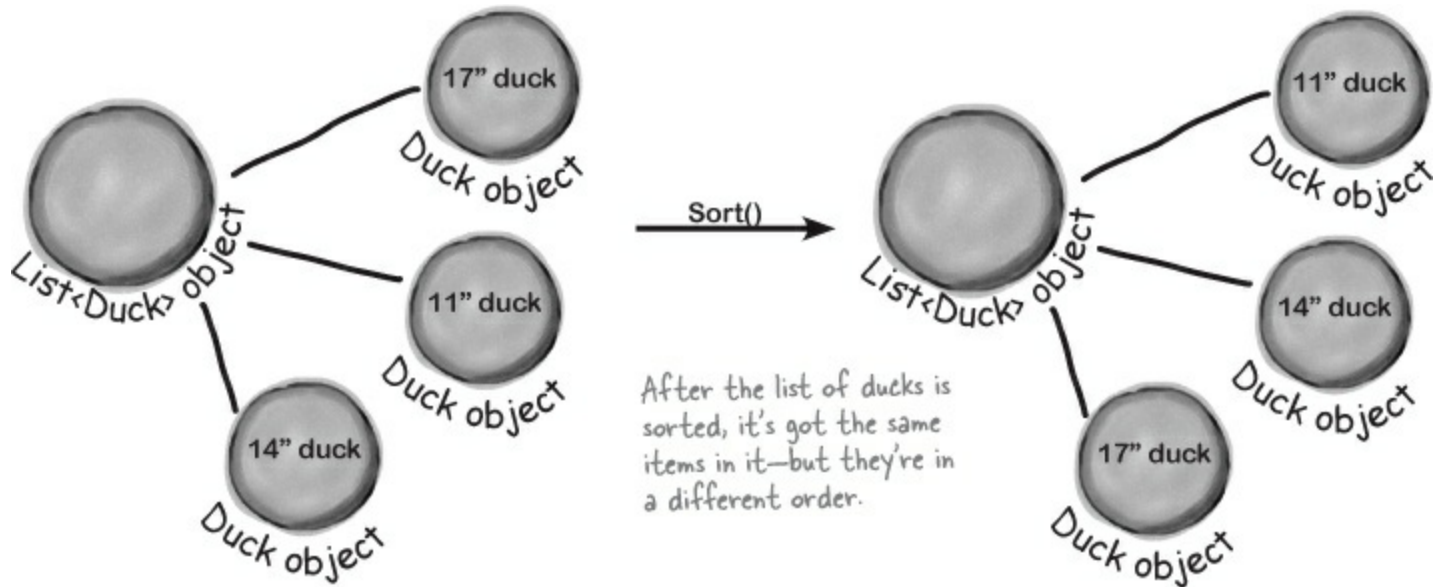 17” duck
Duck object
List<Duck> object
11” duck
Duck object
14” duck
Duck object
Sort()
After the list of ducks is
sorted, it's got the same
items in it—but they're in
a different order.
11” duck
Duck object
List<Duck> object
14” duck
Duck object
17” duck
Duck object